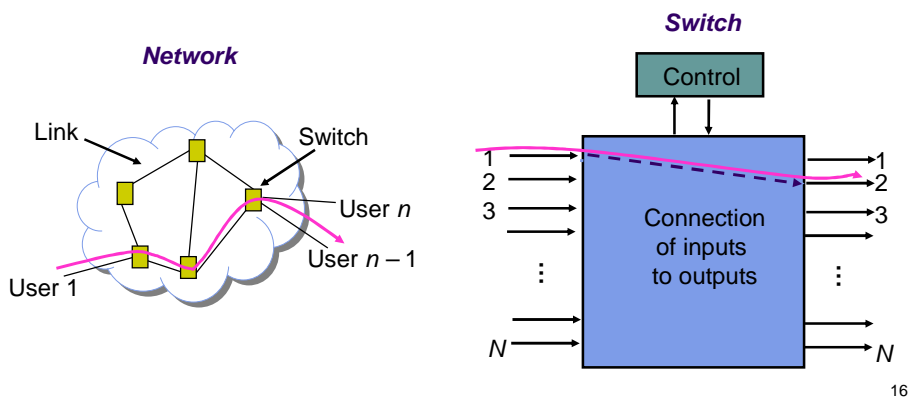 Network
Link
Switch
User n
User n – 1
User 1
Switch
Control
1
2
3
⋮
N
Connection
of inputs
to outputs
1
2
3
⋮
N
16